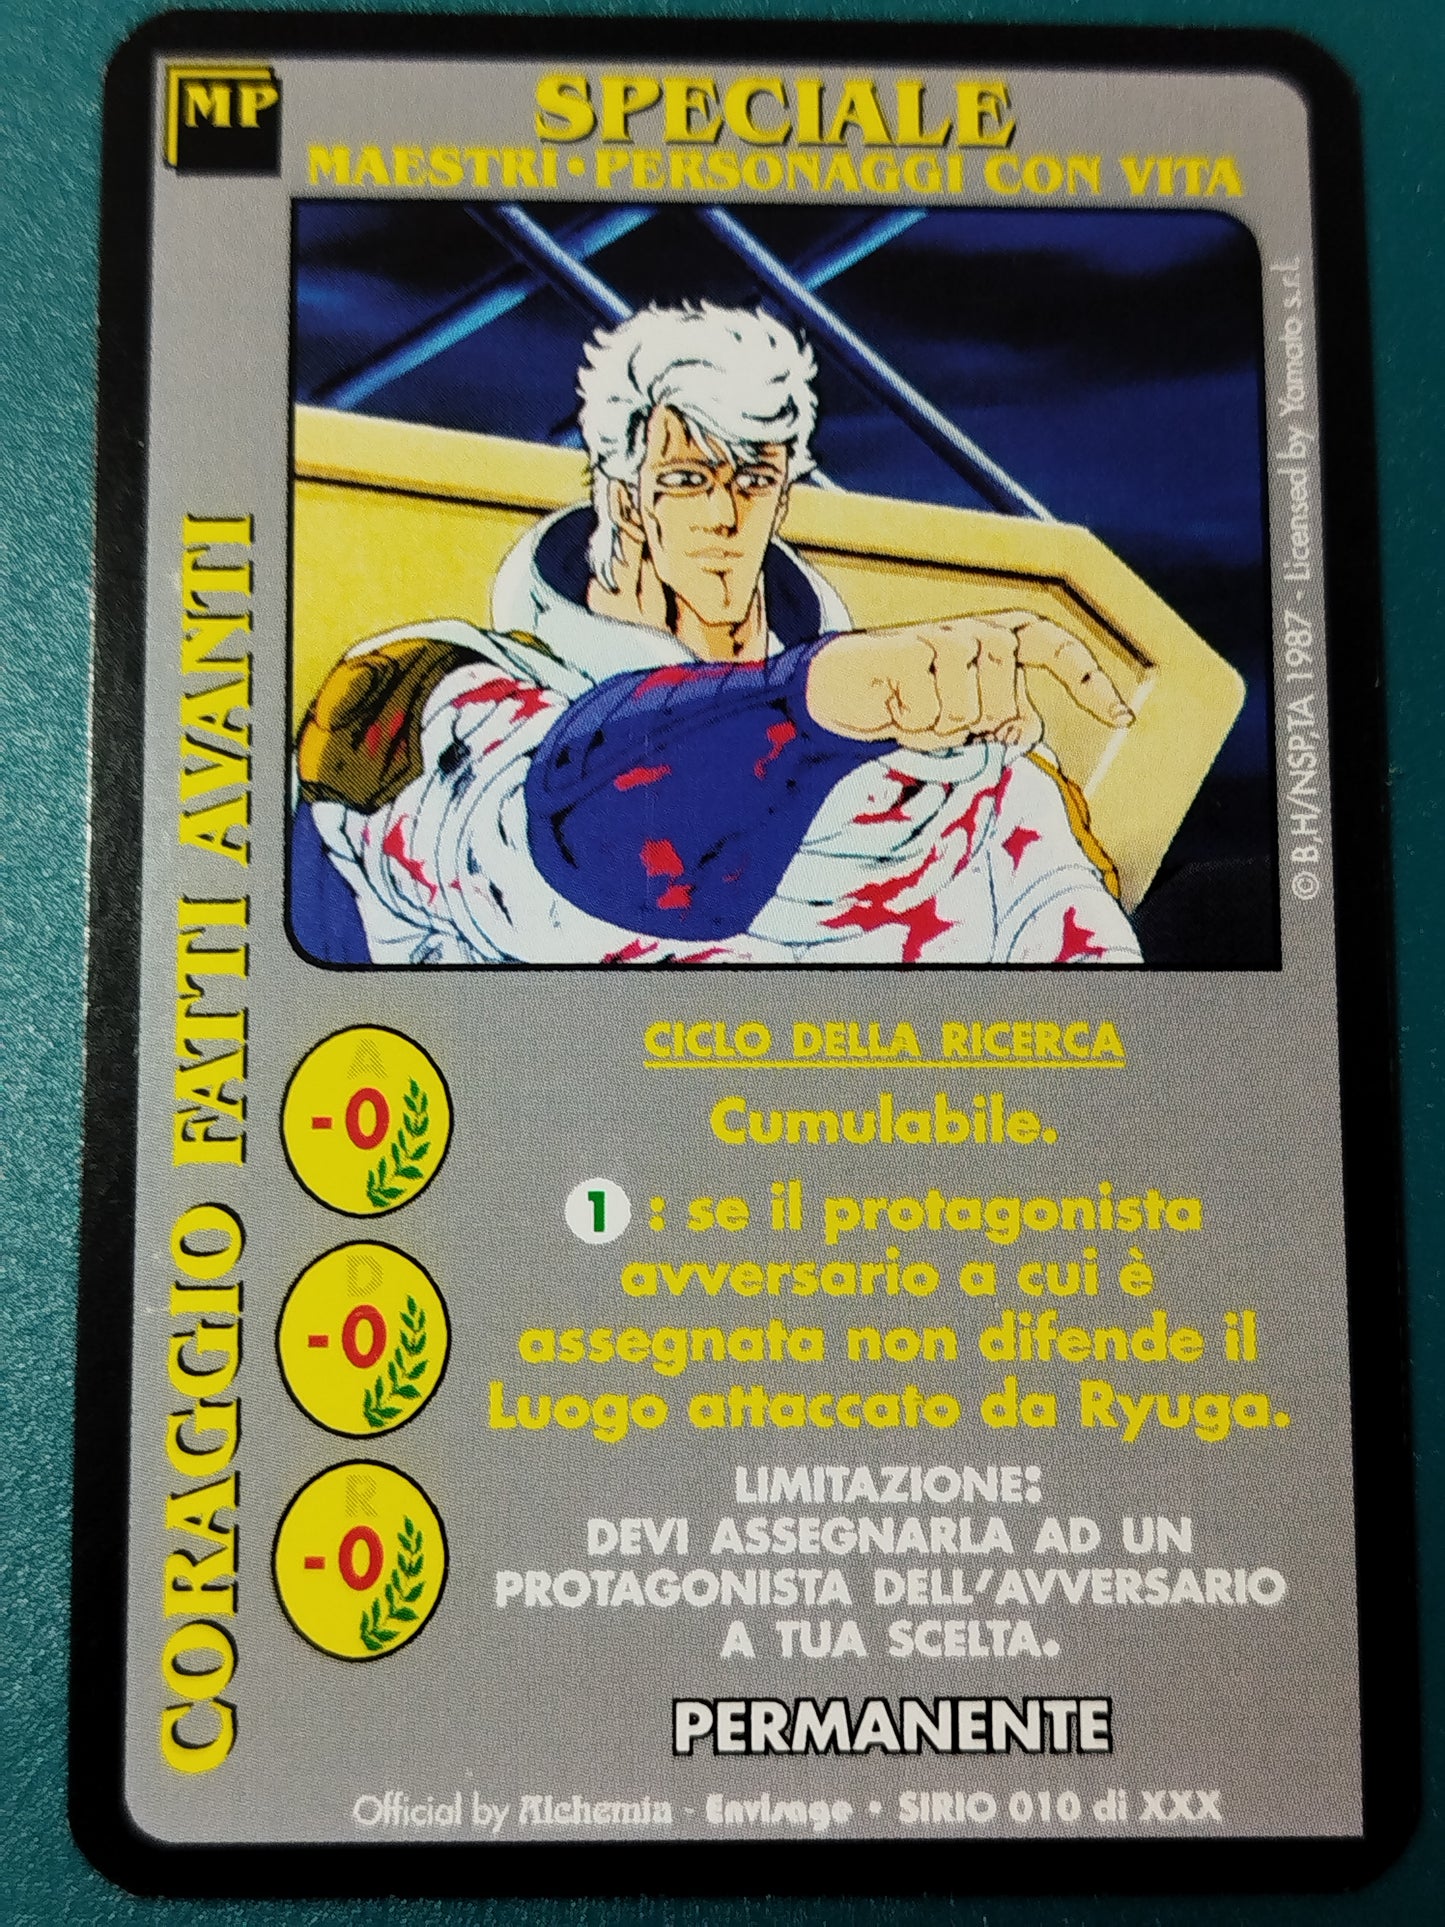 MP
SPECIALE
MAESTRI • PERSONAGGI CON VITA
CORAGGIO FATTI AVANTI
© B,H/NSP,TA 1987 • Licensed by Yamato s.r.l.
CICLO DELLA RICERCA
Cumulabile.
1 : se il protagonista
avversario a cui è
assegnata non difende il
Luogo attaccato da Ryuga.
A
-0
D
-0
R
-0
LIMITAZIONE:
DEVI ASSEGNARLA AD UN
PROTAGONISTA DELL'AVVERSARIO
A TUA SCELTA.
PERMANENTE
Official by Alchemia - Envisage • SIRIO 010 di XXX